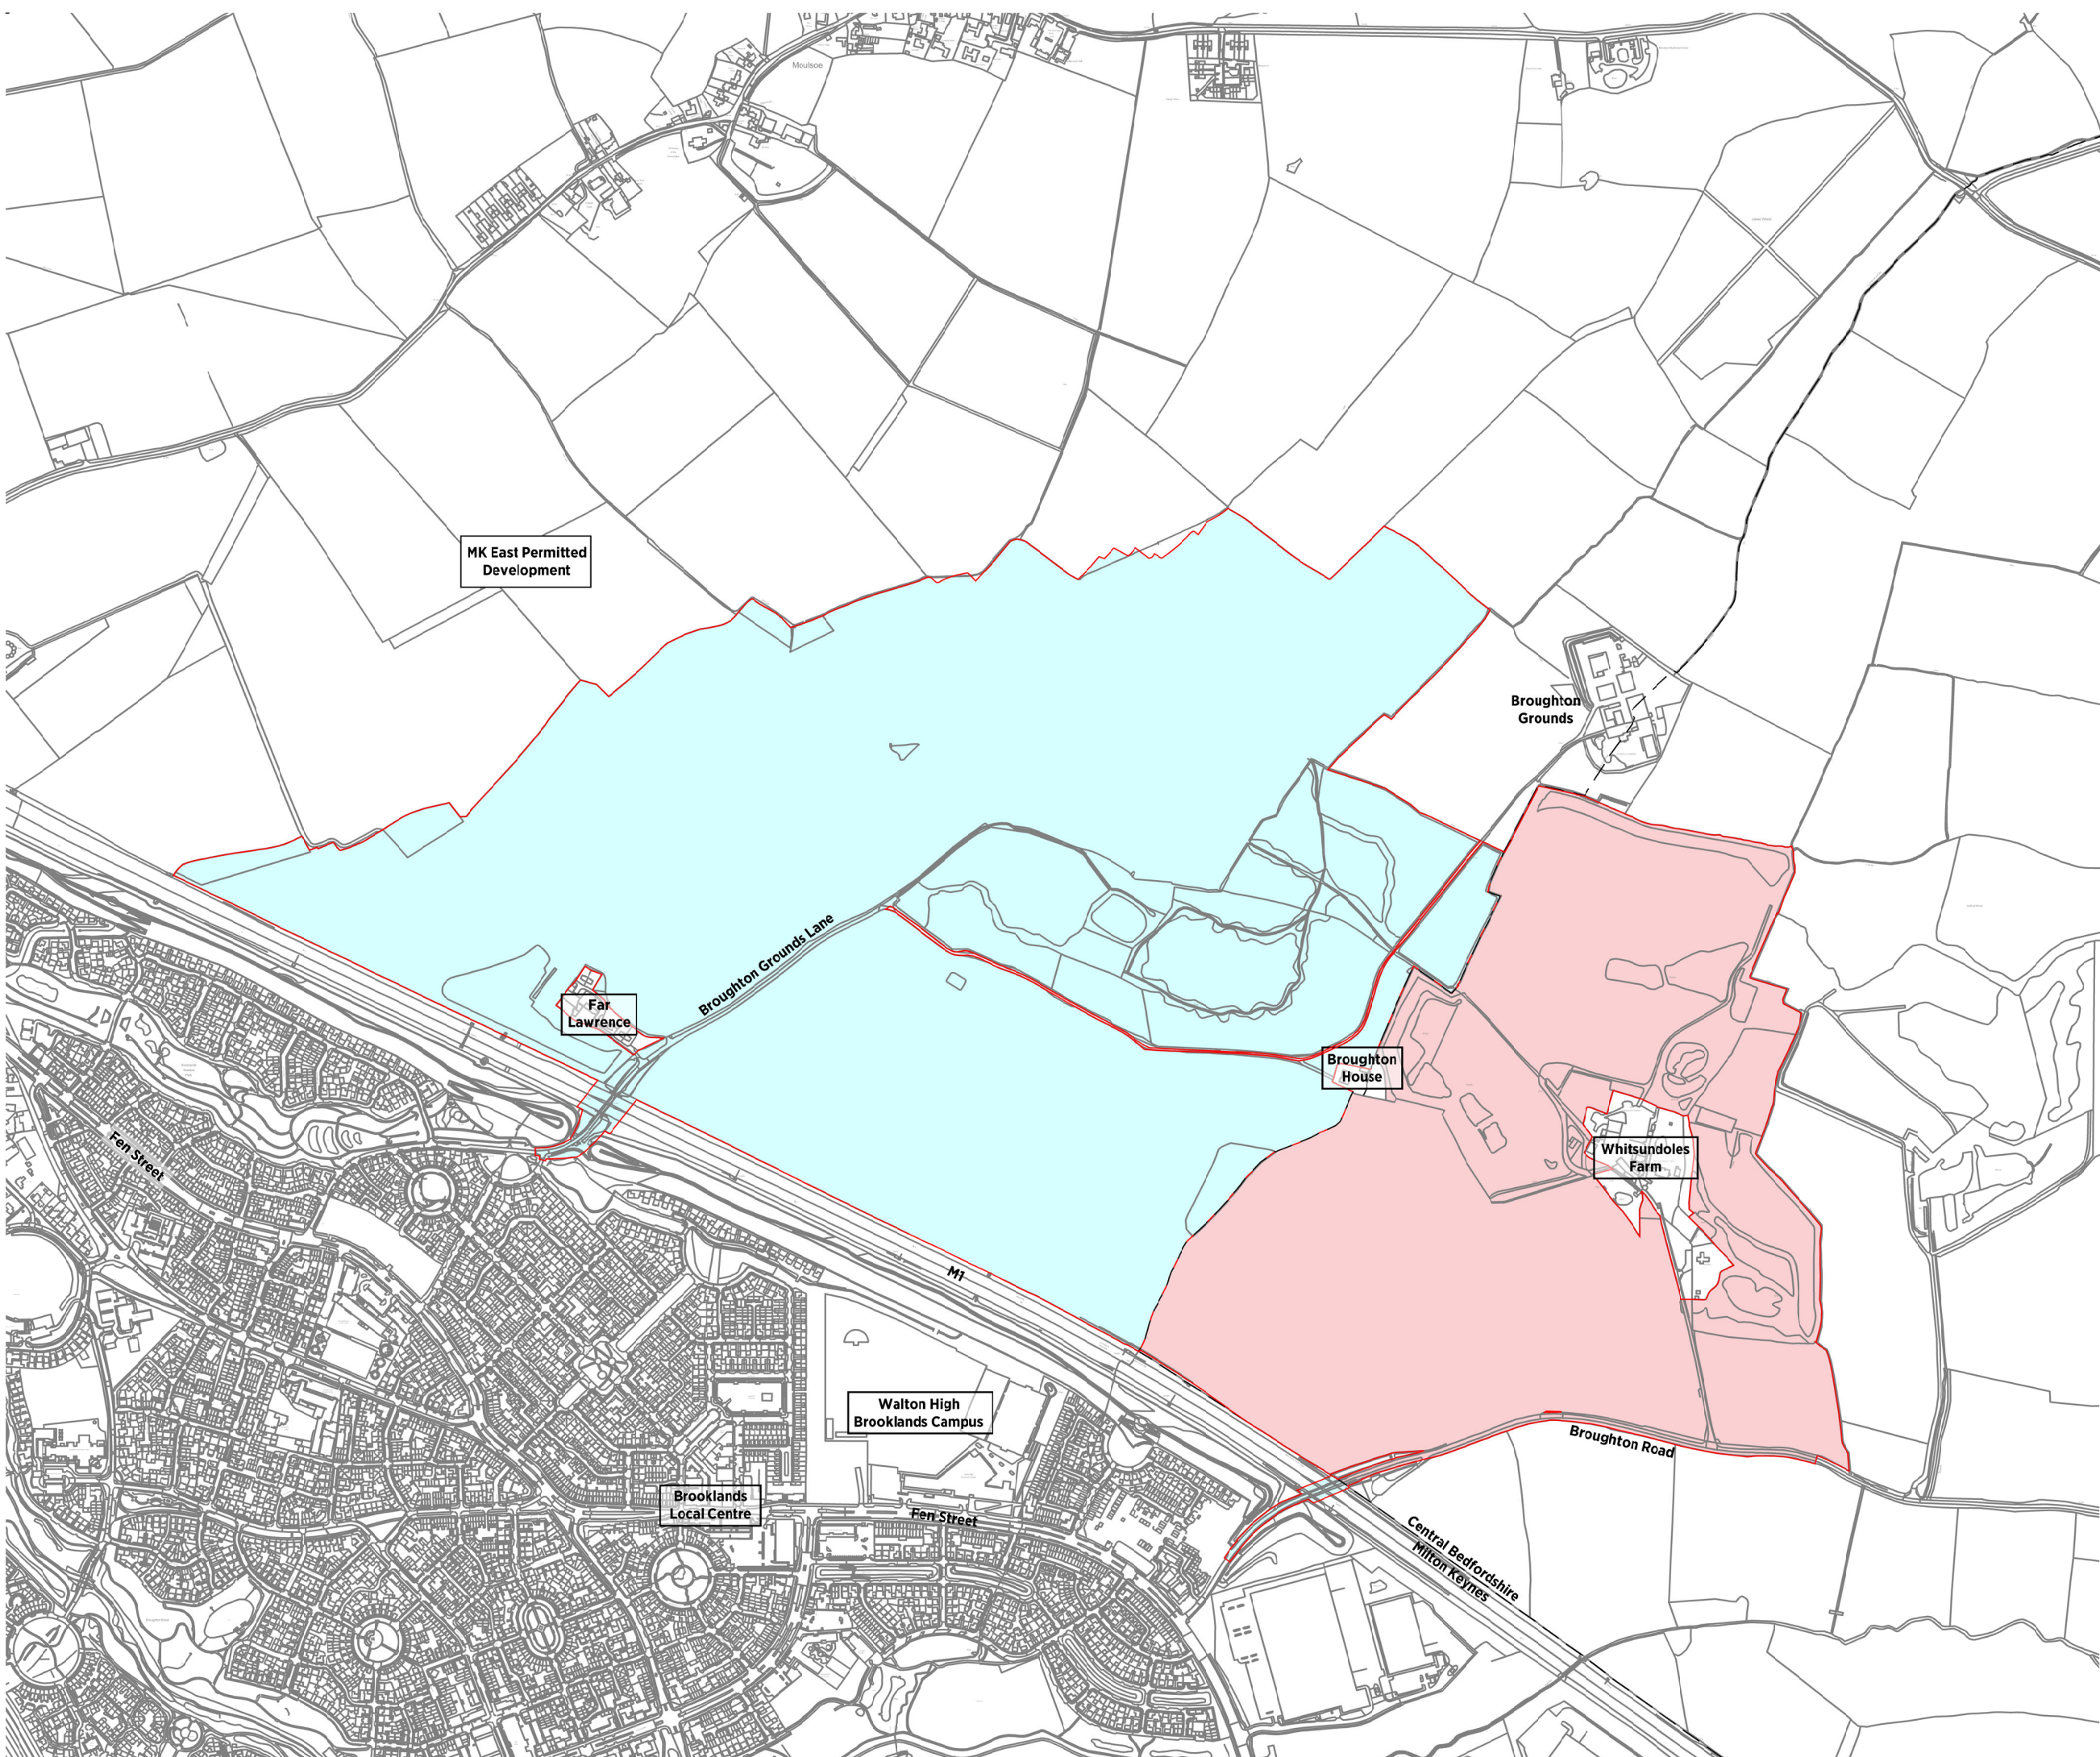 Moulsoe
MK East Permitted
Development
Broughton
Grounds
Broughton Grounds Lane
Far
Lawrence
Broughton
House
Whitsundoles
Farm
Fen Street
M1
Walton High
Brooklands Campus
Broughton Road
Brooklands
Local Centre
Fen Street
Central Bedfordshire
Milton Keynes